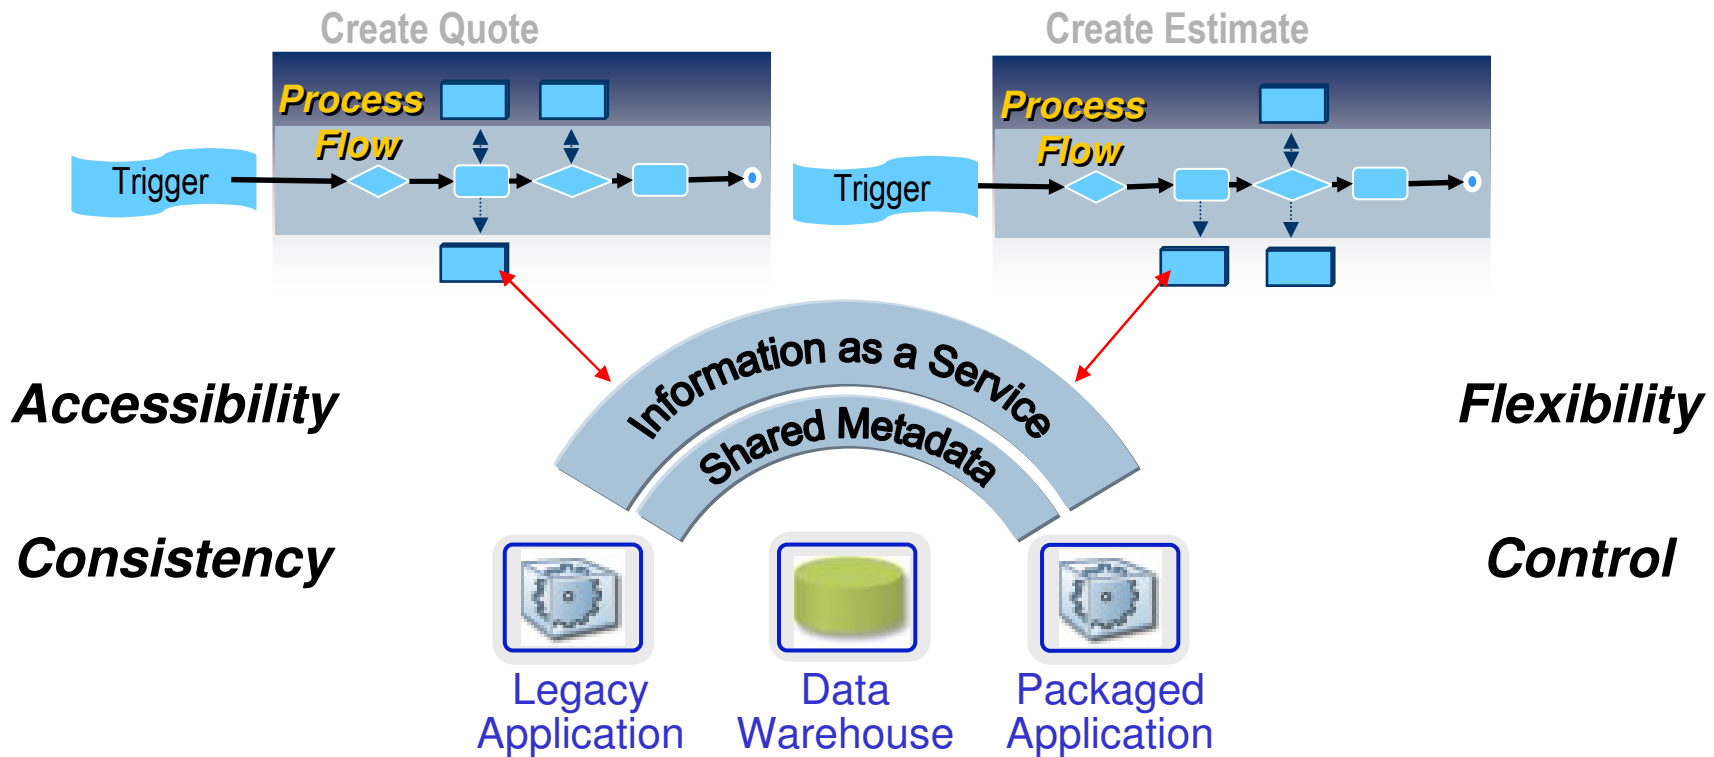 Create Quote
Create Estimate
Process
Flow
Trigger
Process
Flow
Trigger
Information as a Service
Shared Metadata
Accessibility
Flexibility
Consistency
Control
Legacy
Application
Data
Warehouse
Packaged
Application